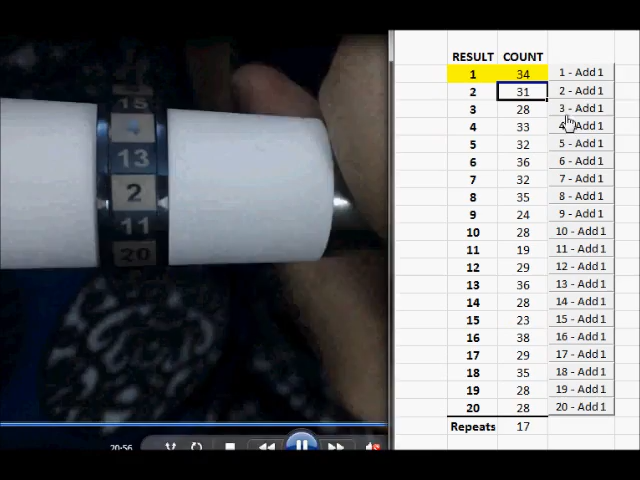 15
4
13
2
11
20
20:56
RESULT COUNT
1 34 1 - Add 1
2 31 2 - Add 1
3 28 3 - Add 1
4 33 4 - Add 1
5 32 5 - Add 1
6 36 6 - Add 1
7 32 7 - Add 1
8 35 8 - Add 1
9 24 9 - Add 1
10 28 10 - Add 1
11 19 11 - Add 1
12 29 12 - Add 1
13 36 13 - Add 1
14 28 14 - Add 1
15 23 15 - Add 1
16 38 16 - Add 1
17 29 17 - Add 1
18 35 18 - Add 1
19 28 19 - Add 1
20 28 20 - Add 1
Repeats 17